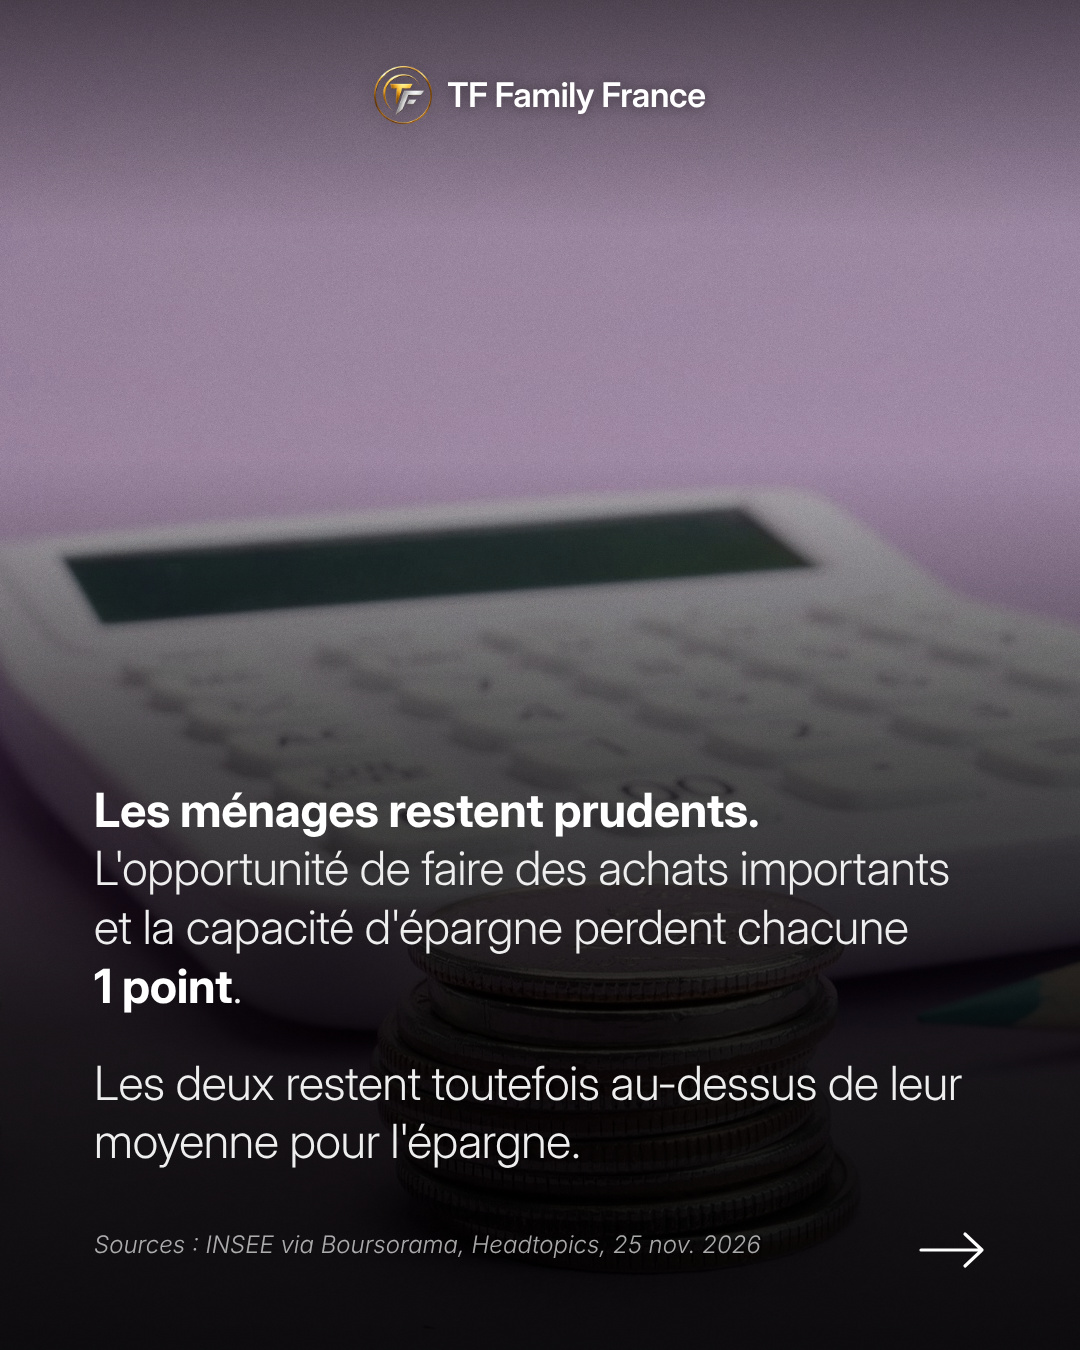 TF Family France
Les ménages restent prudents.
L'opportunité de faire des achats importants
et la capacité d'épargne perdent chacune
1 point.
Les deux restent toutefois au-dessus de leur
moyenne pour l'épargne.
Sources : INSEE via Boursorama, Headtopics, 25 nov. 2026